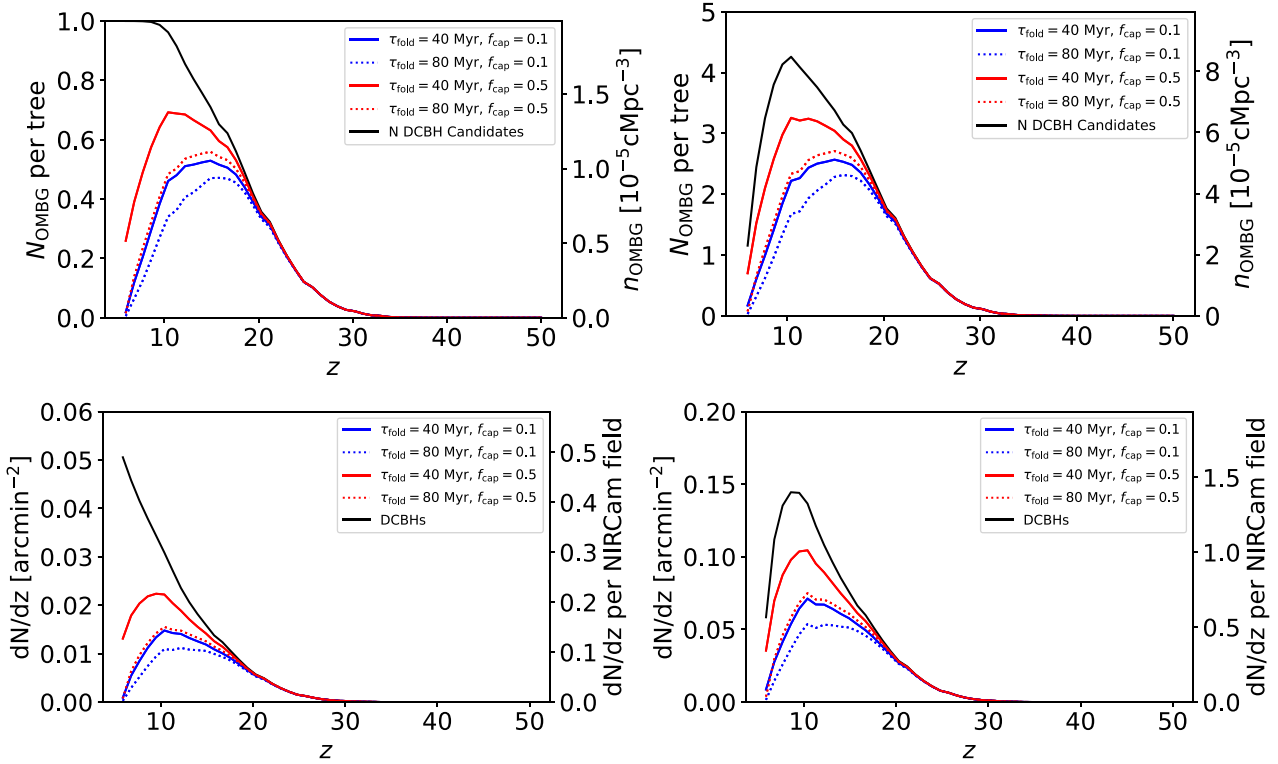 1.0
0.8
0.6
0.4
0.2
0.0
N_OMBG per tree
1.5
1.0
0.5
0.0
n_OMBG [10⁻⁵cMpc⁻³]
τ_fold = 40 Myr, f_cap = 0.1
τ_fold = 80 Myr, f_cap = 0.1
τ_fold = 40 Myr, f_cap = 0.5
τ_fold = 80 Myr, f_cap = 0.5
N DCBH Candidates
10 20 30 40 50
z
5
4
3
2
1
0
N_OMBG per tree
8
6
4
2
0
n_OMBG [10⁻⁵cMpc⁻³]
τ_fold = 40 Myr, f_cap = 0.1
τ_fold = 80 Myr, f_cap = 0.1
τ_fold = 40 Myr, f_cap = 0.5
τ_fold = 80 Myr, f_cap = 0.5
N DCBH Candidates
10 20 30 40 50
z
0.06
0.05
0.04
0.03
0.02
0.01
0.00
dN/dz [arcmin⁻²]
0.5
0.4
0.3
0.2
0.1
0.0
dN/dz per NIRCam field
τ_fold = 40 Myr, f_cap = 0.1
τ_fold = 80 Myr, f_cap = 0.1
τ_fold = 40 Myr, f_cap = 0.5
τ_fold = 80 Myr, f_cap = 0.5
DCBHs
10 20 30 40 50
z
0.20
0.15
0.10
0.05
0.00
dN/dz [arcmin⁻²]
1.5
1.0
0.5
0.0
dN/dz per NIRCam field
τ_fold = 40 Myr, f_cap = 0.1
τ_fold = 80 Myr, f_cap = 0.1
τ_fold = 40 Myr, f_cap = 0.5
τ_fold = 80 Myr, f_cap = 0.5
DCBHs
10 20 30 40 50
z